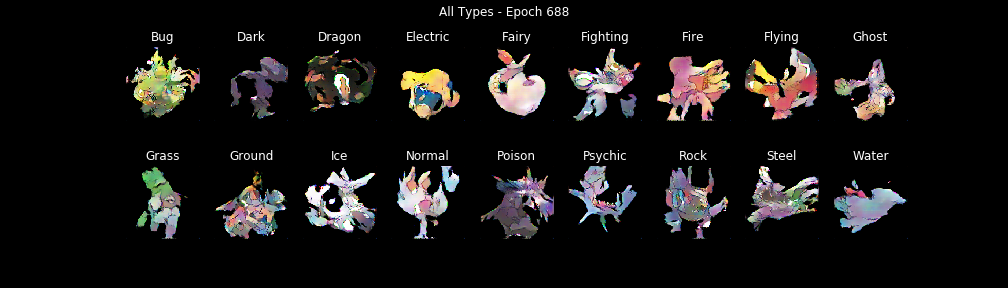 All Types - Epoch 688
Bug Dark Dragon Electric Fairy Fighting Fire Flying Ghost
Grass Ground Ice Normal Poison Psychic Rock Steel Water